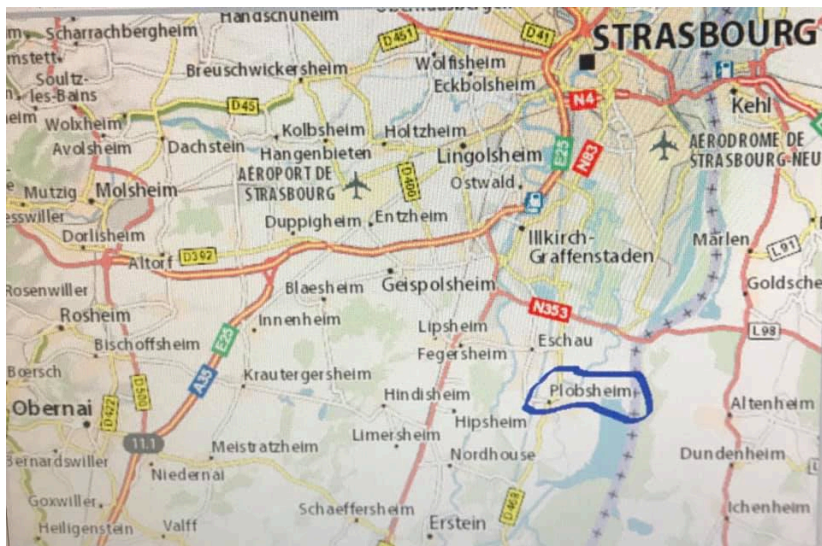 Handschuheim
Scharrachbergheim
D451
D41
STRASBOURG
Wolfisheim
Breuschwickersheim
Eckbolsheim
Soultz-
les-Bains
D45
N4
Kehl
Wolxheim
Kolbsheim
Holtzheim
Avolsheim
Dachstein
Hangenbieten
Lingolsheim
E25
N83
AÉRODROME DE
STRASBOURG-NEU
AÉROPORT DE
STRASBOURG
D400
Ostwald
Mutzig
Molsheim
Entzheim
Duppigheim
Dorlisheim
Illkirch-
Graffenstaden
Marlen
L91
Altorf
D392
Geispolsheim
Goldsche
Blaesheim
Rosenwiller
N353
Rosheim
Innenheim
Lipsheim
Eschau
L98
Bischoffsheim
E25
Fegersheim
Bœrsch
D500
A35
Krautergersheim
Plobsheim
Hindisheim
Altenheim
Obernai
D422
Hipsheim
11.1
Limersheim
Meistratzheim
Nordhouse
Dundenheim
Bernardswiller
Niedernai
D468
Goxwiller
Schaeffersheim
Ichenheim
Heiligenstein
Valff
Erstein